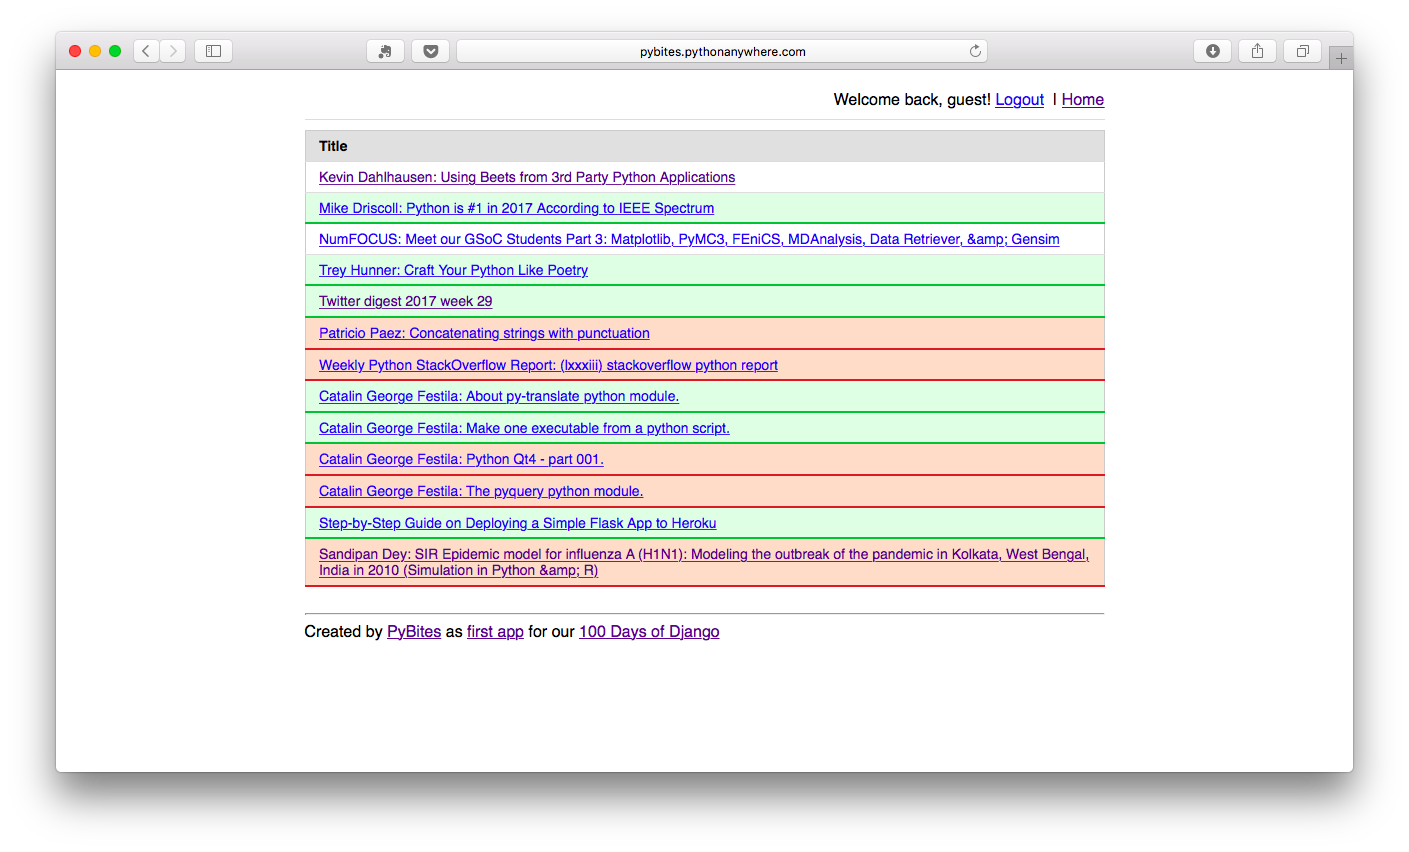 pybites.pythonanywhere.com
Welcome back, guest! Logout | Home
Title
Kevin Dahlhausen: Using Beets from 3rd Party Python Applications
Mike Driscoll: Python is #1 in 2017 According to IEEE Spectrum
NumFOCUS: Meet our GSoC Students Part 3: Matplotlib, PyMC3, FEniCS, MDAnalysis, Data Retriever, &amp; Gensim
Trey Hunner: Craft Your Python Like Poetry
Twitter digest 2017 week 29
Patricio Paez: Concatenating strings with punctuation
Weekly Python StackOverflow Report: (lxxxiii) stackoverflow python report
Catalin George Festila: About py-translate python module.
Catalin George Festila: Make one executable from a python script.
Catalin George Festila: Python Qt4 - part 001.
Catalin George Festila: The pyquery python module.
Step-by-Step Guide on Deploying a Simple Flask App to Heroku
Sandipan Dey: SIR Epidemic model for influenza A (H1N1): Modeling the outbreak of the pandemic in Kolkata, West Bengal,
India in 2010 (Simulation in Python &amp; R)
Created by PyBites as first app for our 100 Days of Django